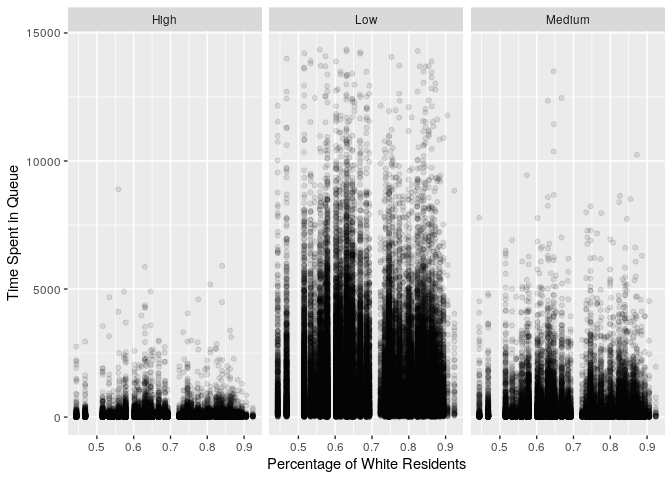 High Low Medium
15000
10000
5000
0
Time Spent in Queue
0.5 0.6 0.7 0.8 0.9 0.5 0.6 0.7 0.8 0.9 0.5 0.6 0.7 0.8 0.9
Percentage of White Residents